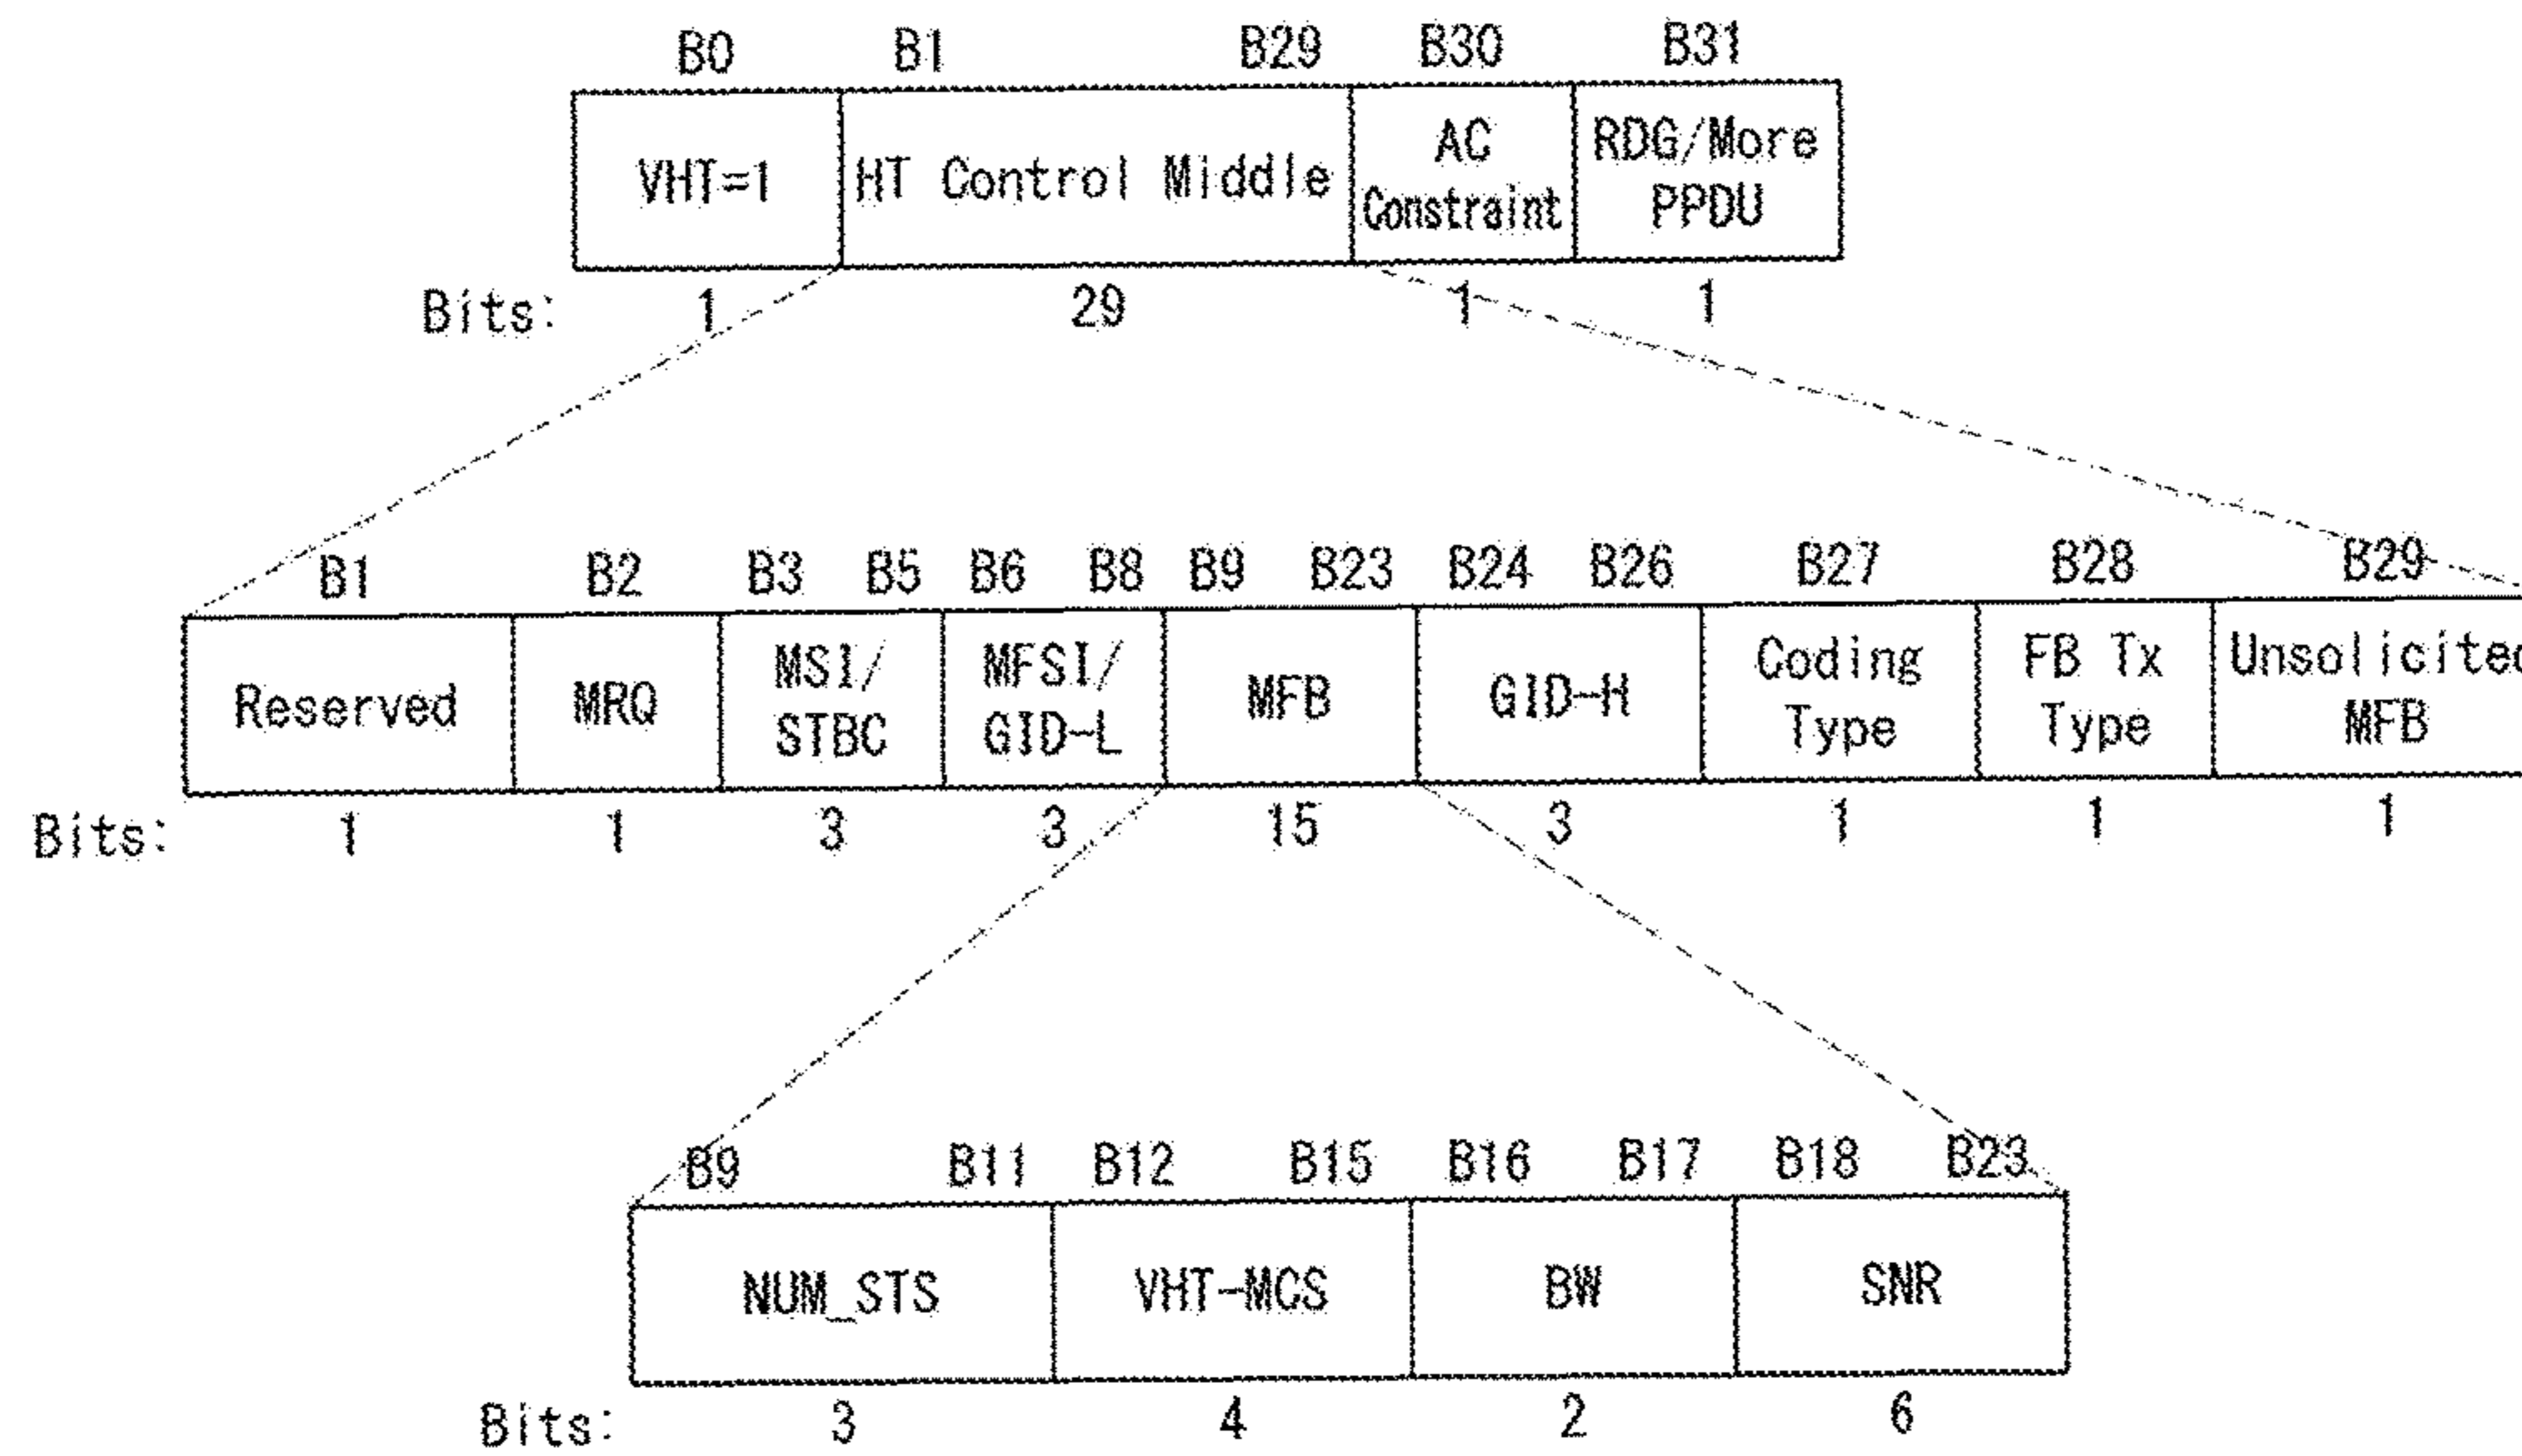 B0 B1 B29 B30 B31
VHT=1 HT Control Middle AC Constraint RDG/More PPDU
Bits: 1 29 1 1
B1 B2 B3 B5 B6 B8 B9 B23 B24 B26 B27 B28 B29
Reserved MRQ MSI/ STBC MFSI/ GID-L MFB GID-H Coding Type FB Tx Type Unsolicited MFB
Bits: 1 1 3 3 15 3 1 1 1
B9 B11 B12 B15 B16 B17 B18 B23
NUM_STS VHT-MCS BW SNR
Bits: 3 4 2 6